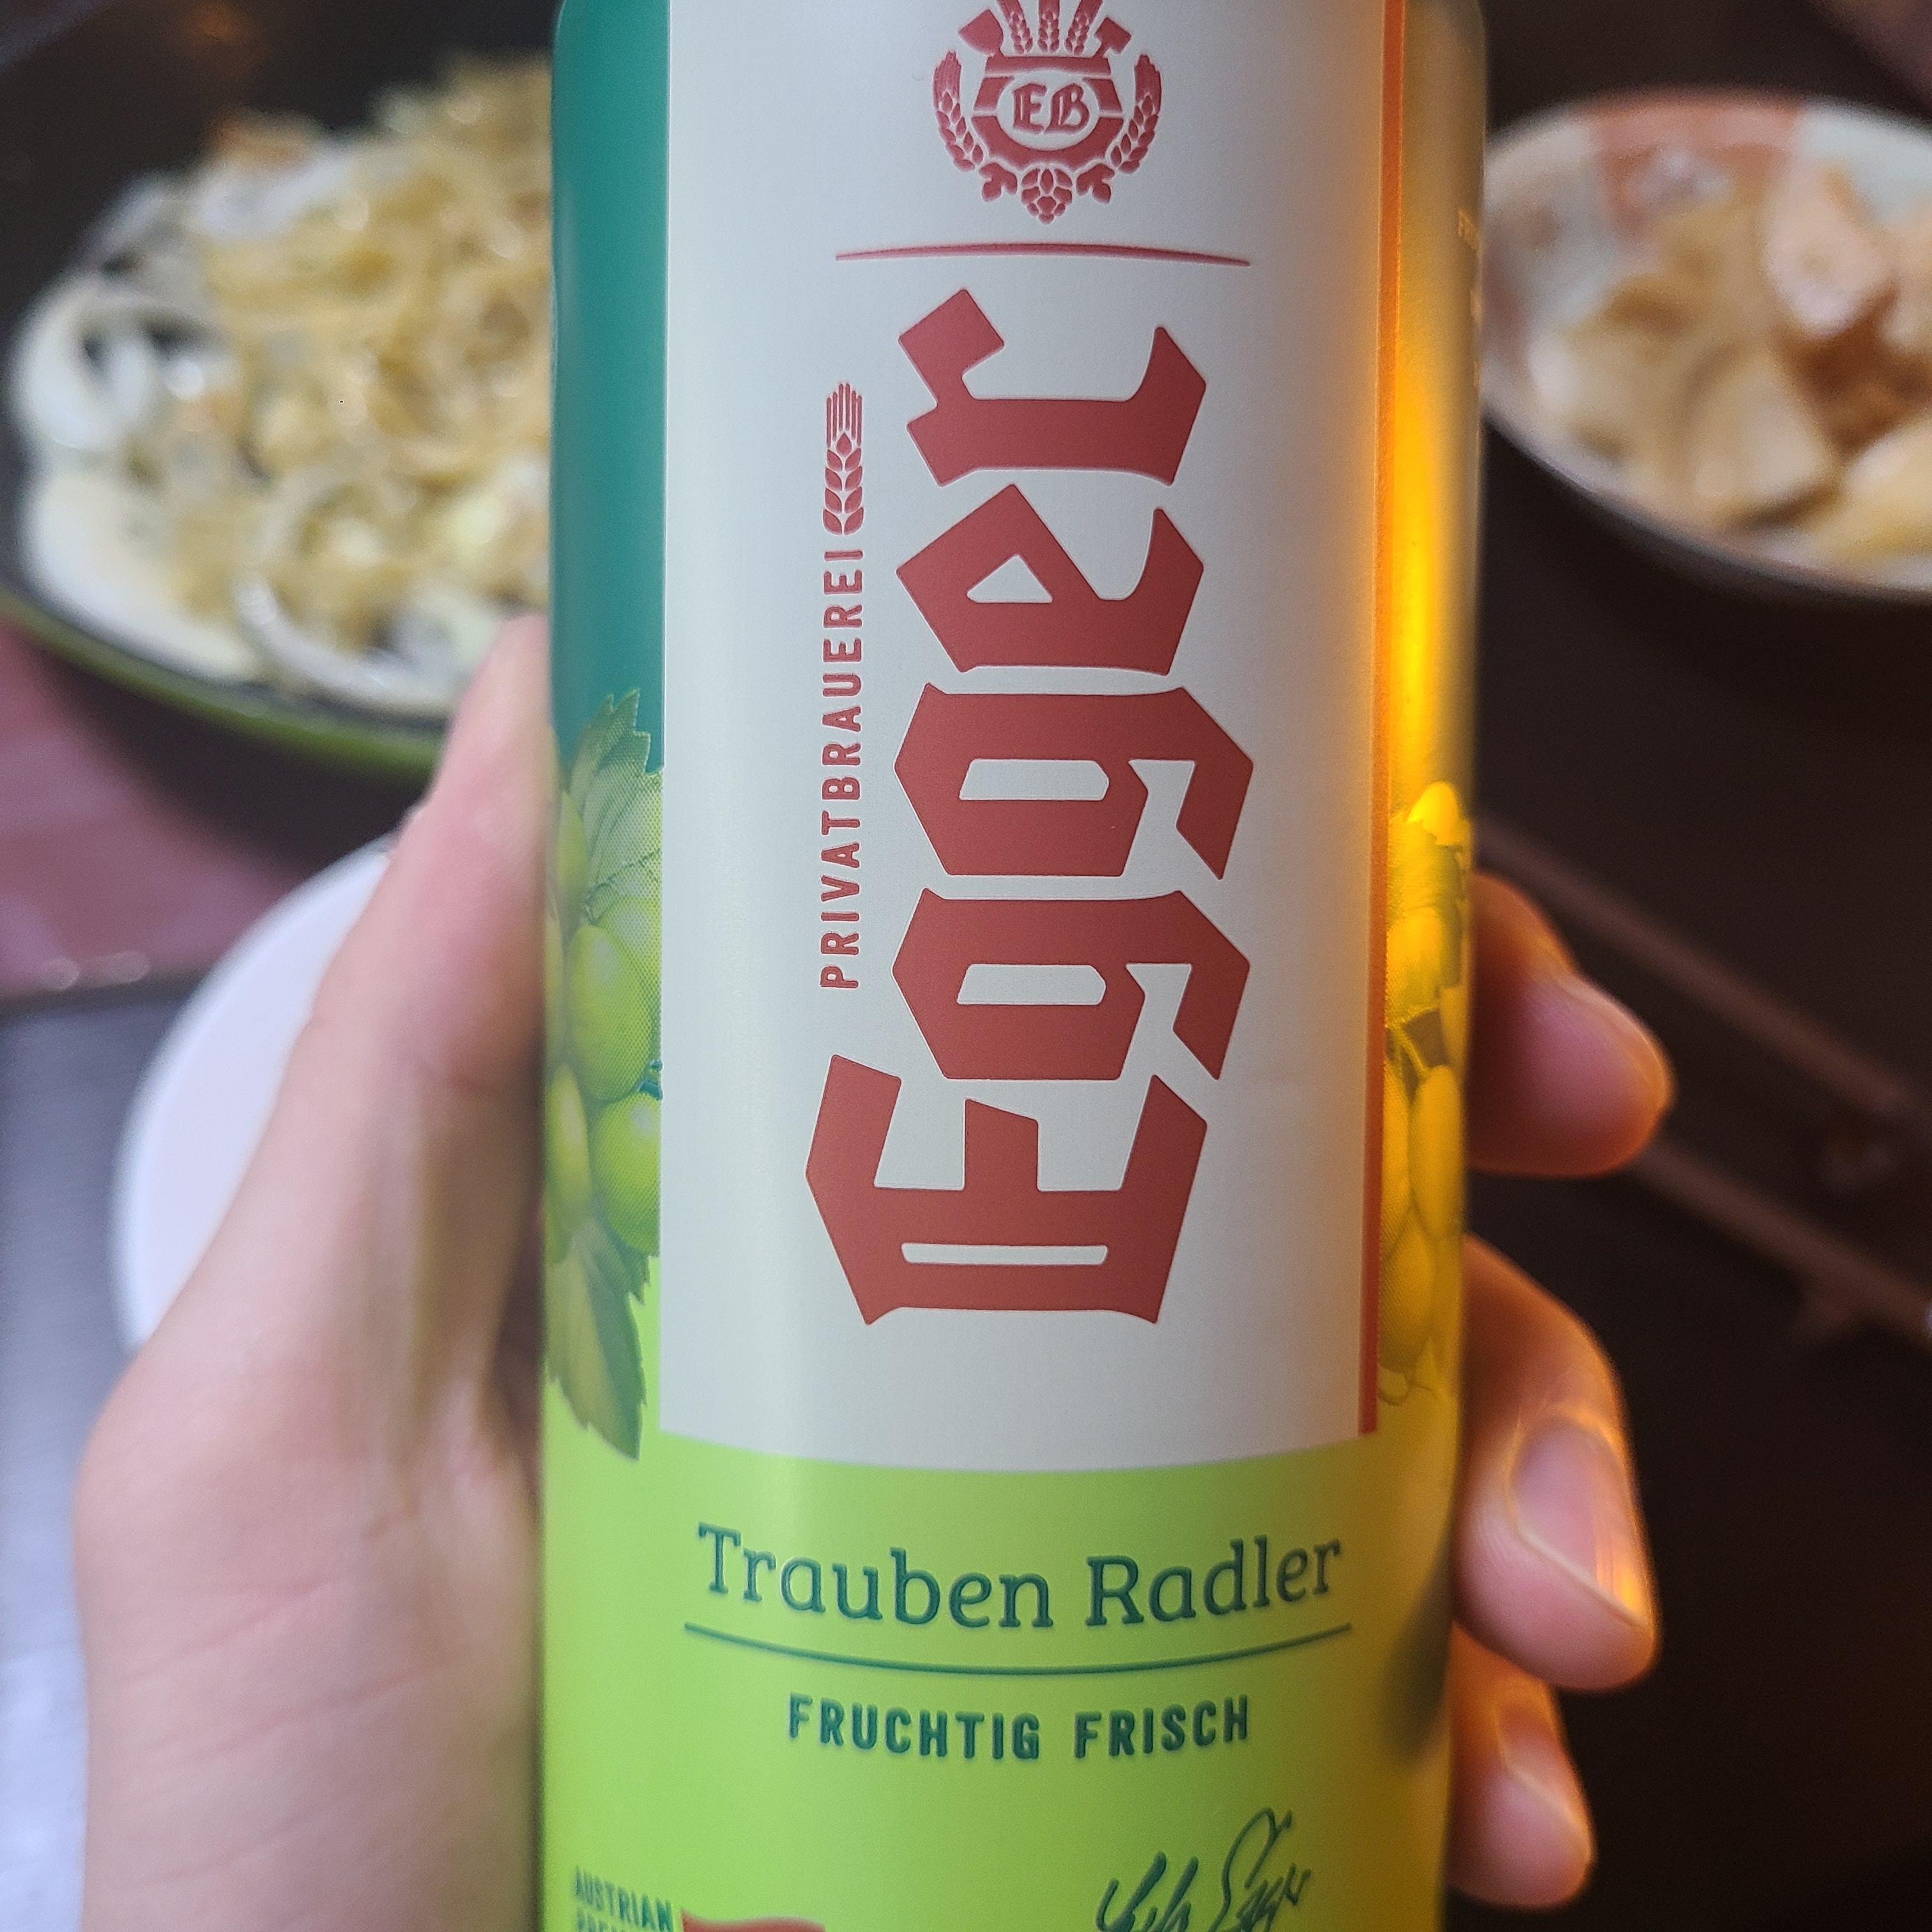 EB
PRIVATBRAUEREI
Egger
Trauben Radler
FRUCHTIG FRISCH
AUSTRIAN